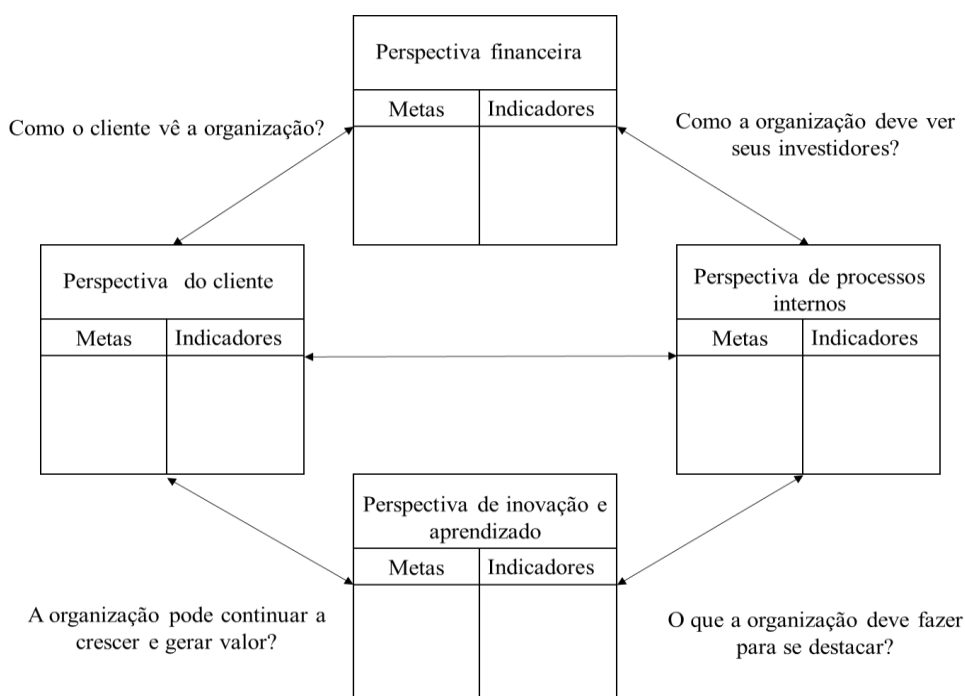 Perspectiva financeira
Metas
Indicadores
Como o cliente vê a organização?
Como a organização deve ver
seus investidores?
Perspectiva do cliente
Metas
Indicadores
Perspectiva de processos
internos
Metas
Indicadores
Perspectiva de inovação e
aprendizado
Metas
Indicadores
A organização pode continuar a
crescer e gerar valor?
O que a organização deve fazer
para se destacar?